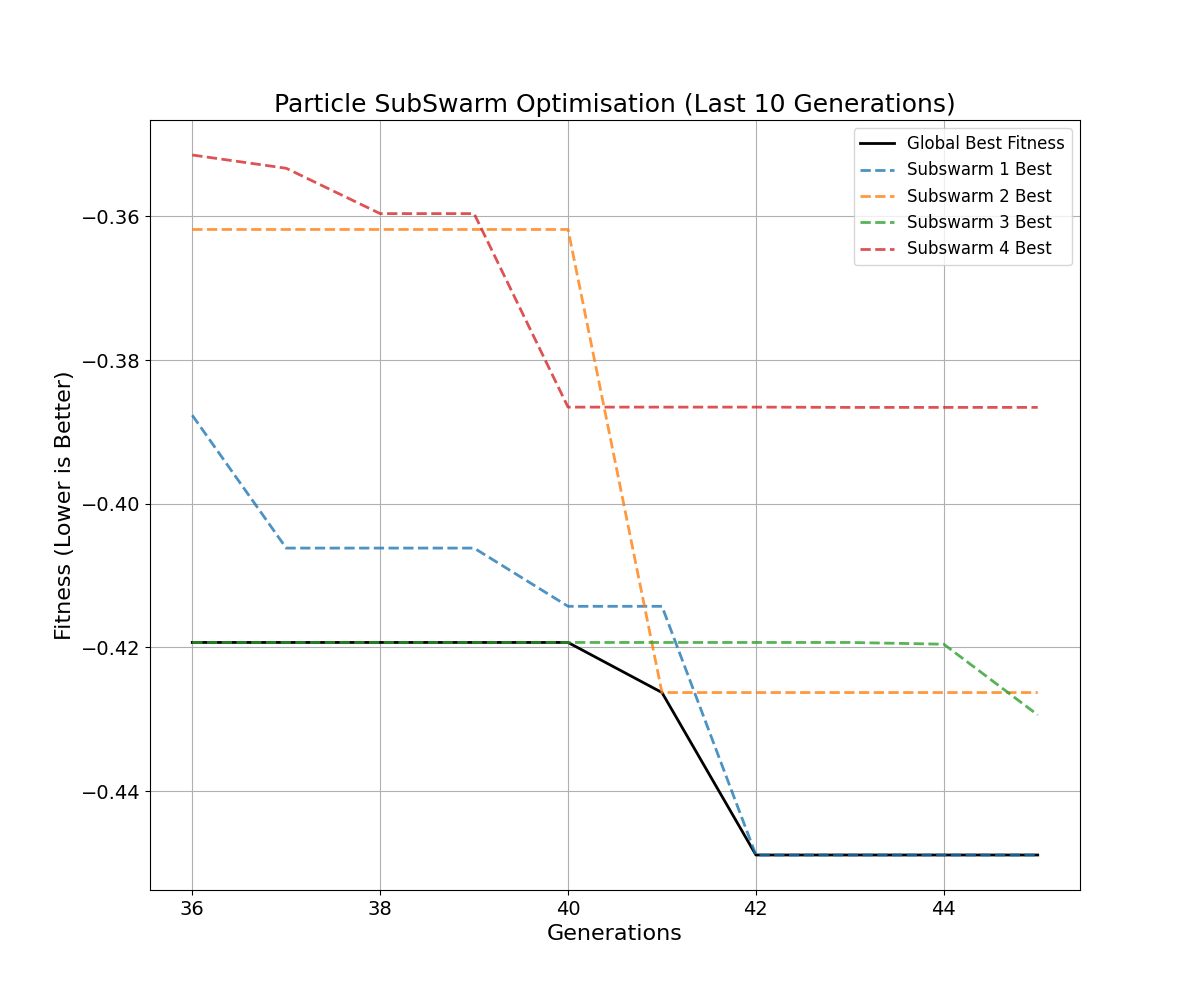 Particle SubSwarm Optimisation (Last 10 Generations)
Global Best Fitness
Subswarm 1 Best
Subswarm 2 Best
Subswarm 3 Best
Subswarm 4 Best
Fitness (Lower is Better)
−0.36
−0.38
−0.40
−0.42
−0.44
36 38 40 42 44
Generations